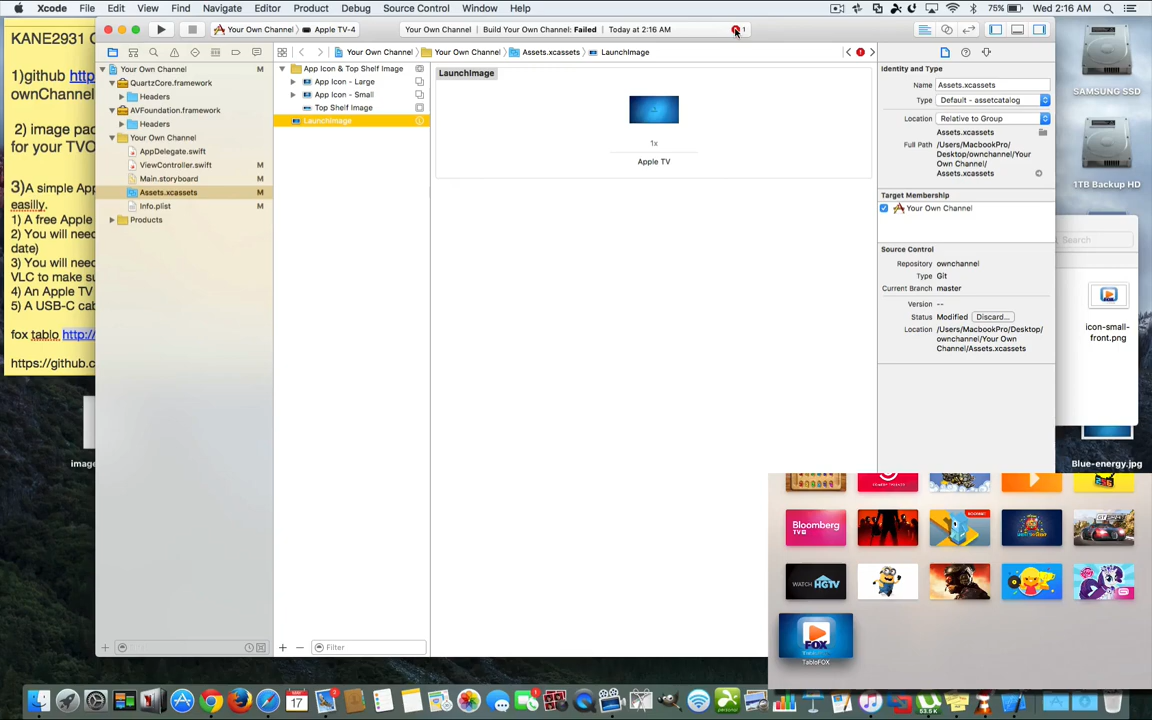 Xcode File Edit View Find Navigate Editor Product Debug Source Control Window Help
75% Wed 2:16 AM
Your Own Channel Apple TV-4
Your Own Channel Build Your Own Channel: Failed Today at 2:16 AM 1
Your Own Channel Your Own Channel Assets.xcassets LaunchImage
KANE2931
1)github
ownChannel
2) image pac
for your TVO
3)A simple App
easilly.
1) A free Apple
2) You will need
date)
3) You will need
VLC to make su
4) An Apple TV
5) A USB-C cab
fox tablo http://
https://github.c
Your Own Channel M
QuartzCore.framework
Headers
AVFoundation.framework
Headers
Your Own Channel
AppDelegate.swift
ViewController.swift M
Main.storyboard M
Assets.xcassets M
Info.plist M
Products
App Icon & Top Shelf Image
App Icon - Large
App Icon - Small
Top Shelf Image
LaunchImage
LaunchImage
1x
Apple TV
Identity and Type
Name Assets.xcassets
Type Default - assetcatalog
Location Relative to Group
Assets.xcassets
Full Path /Users/MacbookPro/
Desktop/ownchannel/Your
Own Channel/
Assets.xcassets
Target Membership
Your Own Channel
Source Control
Repository ownchannel
Type Git
Current Branch master
Version --
Status Modified Discard...
Location /Users/MacbookPro/Desktop/
ownchannel/Your Own
Channel/Assets.xcassets
Filter
SAMSUNG SSD
1TB Backup HD
Search
FOX
icon-small-
front.png
image
Blue-energy.jpg
Bloomberg
TV
WATCH HGTV
FOX
TabloFOX
17